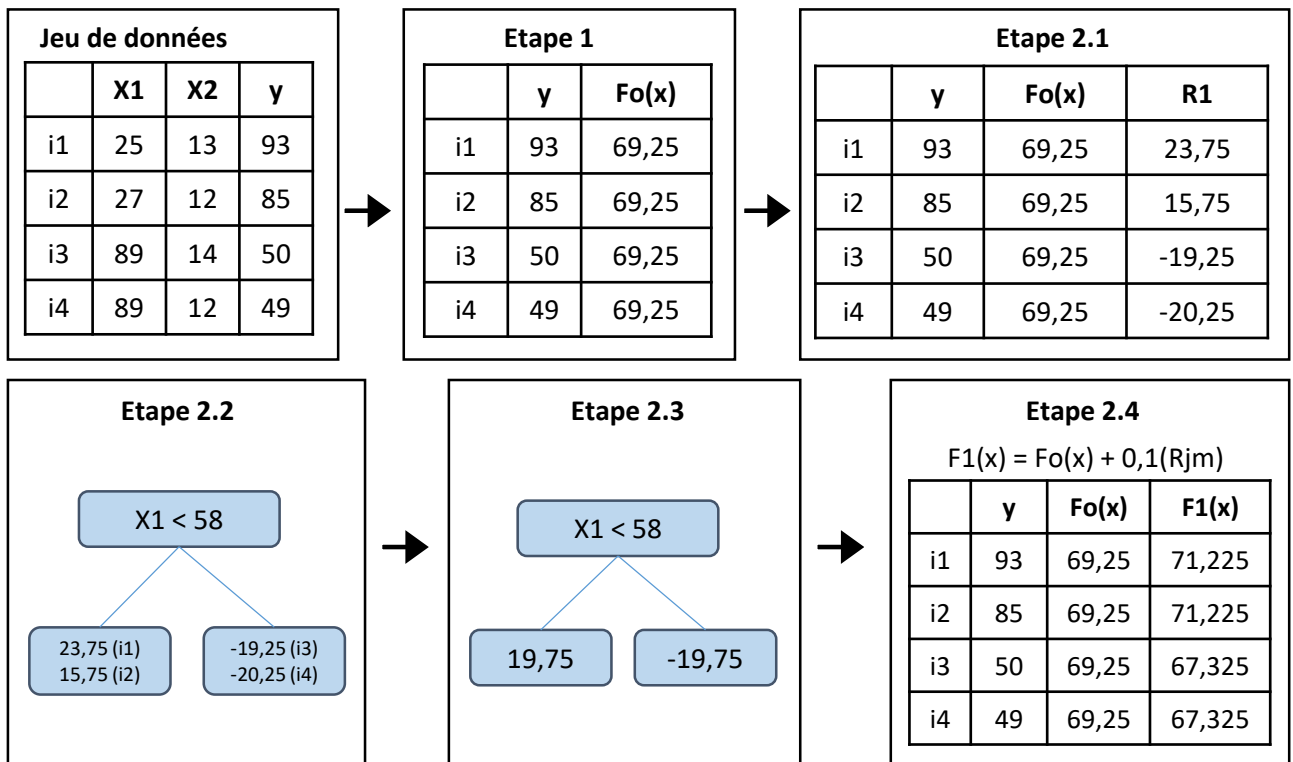 Jeu de données
X1 X2 y
i1 25 13 93
i2 27 12 85
i3 89 14 50
i4 89 12 49
Etape 1
y Fo(x)
i1 93 69,25
i2 85 69,25
i3 50 69,25
i4 49 69,25
Etape 2.1
y Fo(x) R1
i1 93 69,25 23,75
i2 85 69,25 15,75
i3 50 69,25 -19,25
i4 49 69,25 -20,25
Etape 2.2
X1 < 58
23,75 (i1)
15,75 (i2)
-19,25 (i3)
-20,25 (i4)
Etape 2.3
X1 < 58
19,75
-19,75
Etape 2.4
F1(x) = Fo(x) + 0,1(Rjm)
y Fo(x) F1(x)
i1 93 69,25 71,225
i2 85 69,25 71,225
i3 50 69,25 67,325
i4 49 69,25 67,325